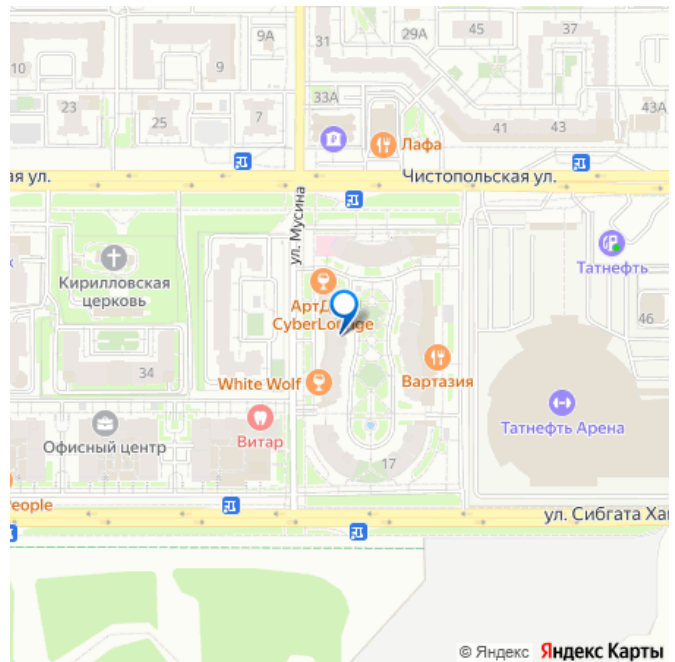 9А
29А
45
37
31
10
9
33А
23
25
7
43А
41
43
Лафа
ая ул.
Чистопольская ул.
ул. Мусина
Кирилловская
церковь
Татнефть
АртД
CyberLounge
46
34
White Wolf
Вартазия
Татнефть Арена
Витар
Офисный центр
17
People
ул. Сибгата Ха
© Яндекс
Яндекс Карты